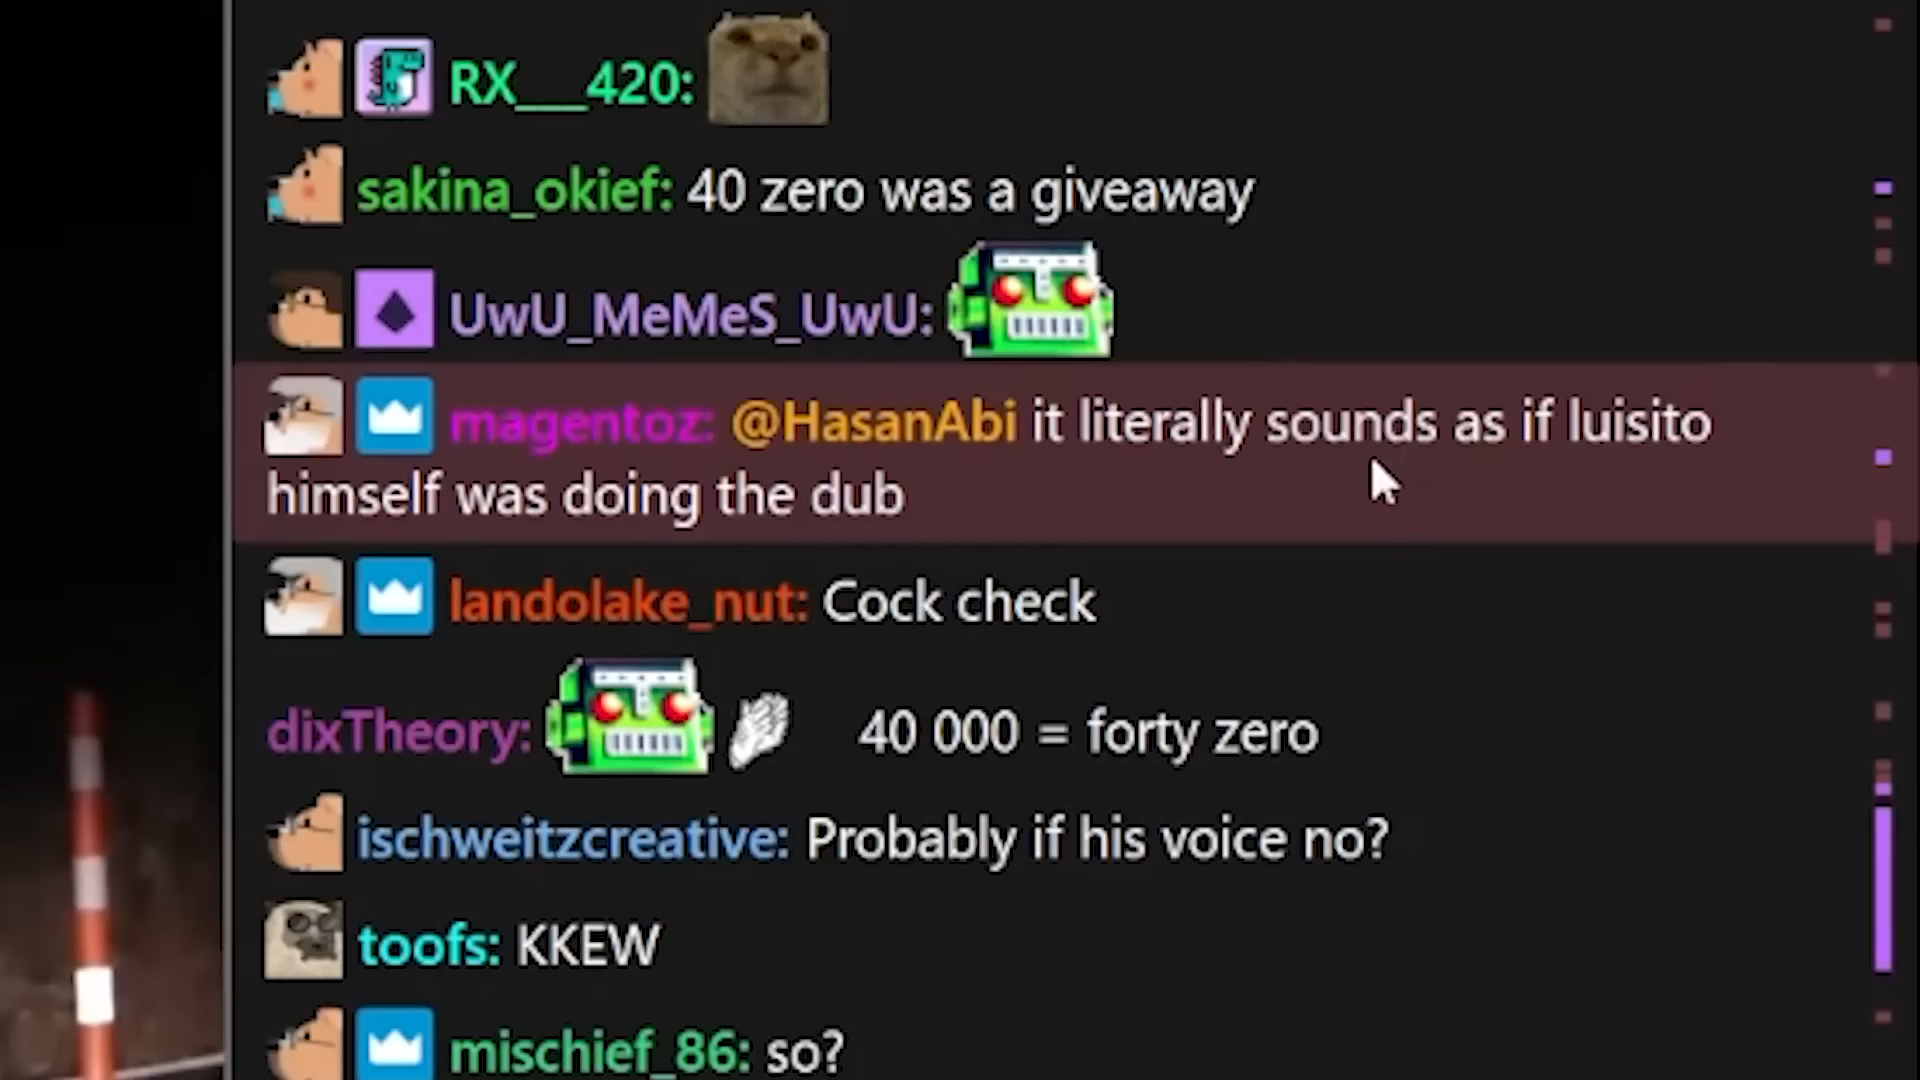 RX___420:
sakina_okief: 40 zero was a giveaway
UwU_MeMeS_UwU:
magentoz: @HasanAbi it literally sounds as if luisito
himself was doing the dub
landolake_nut: Cock check
dixTheory: 40 000 = forty zero
ischweitzcreative: Probably if his voice no?
toofs: KKEW
mischief_86: so?